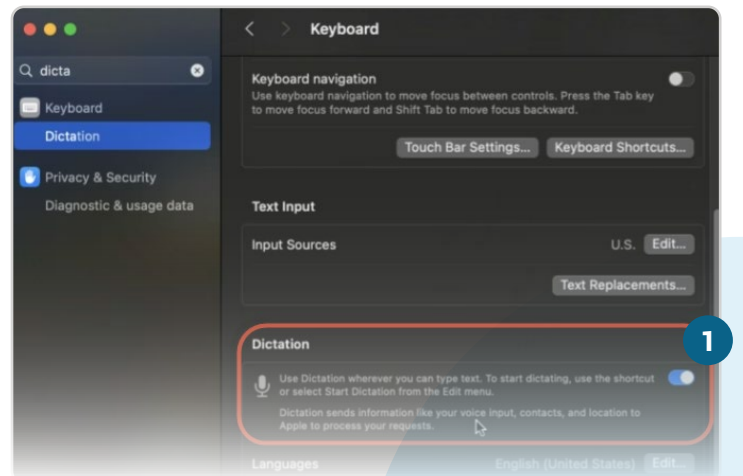 Keyboard
dicta
Keyboard
Dictation
Privacy & Security
Diagnostic & usage data
Keyboard navigation
Use keyboard navigation to move focus between controls. Press the Tab key
to move focus forward and Shift Tab to move focus backward.
Touch Bar Settings... Keyboard Shortcuts...
Text Input
Input Sources U.S. Edit...
Text Replacements...
Dictation
1
Use Dictation wherever you can type text. To start dictating, use the shortcut
or select Start Dictation from the Edit menu.
Dictation sends information like your voice input, contacts, and location to
Apple to process your requests.
Languages English (United States) Edit...